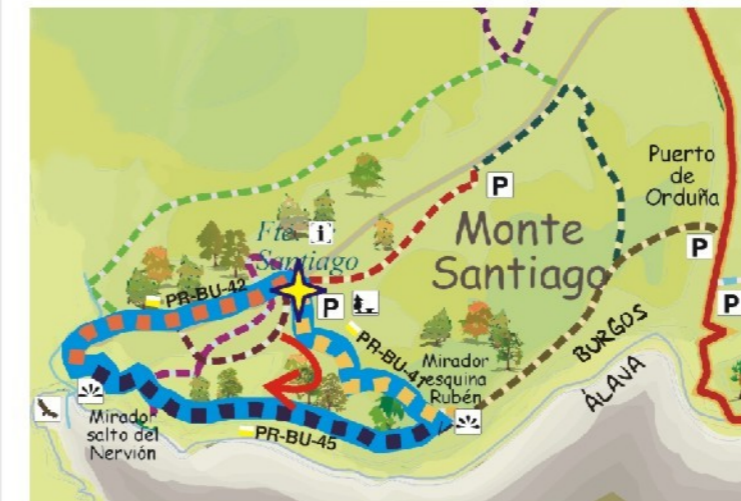 Puerto
de
Orduña
P
Monte
Santiago
P
P
Fte.
Santiago
i
P
PR-BU-42
PR-BU-4
Mirador
esquina
Rubén
BURGOS
ÁLAVA
Mirador
salto del
Nervión
PR-BU-45